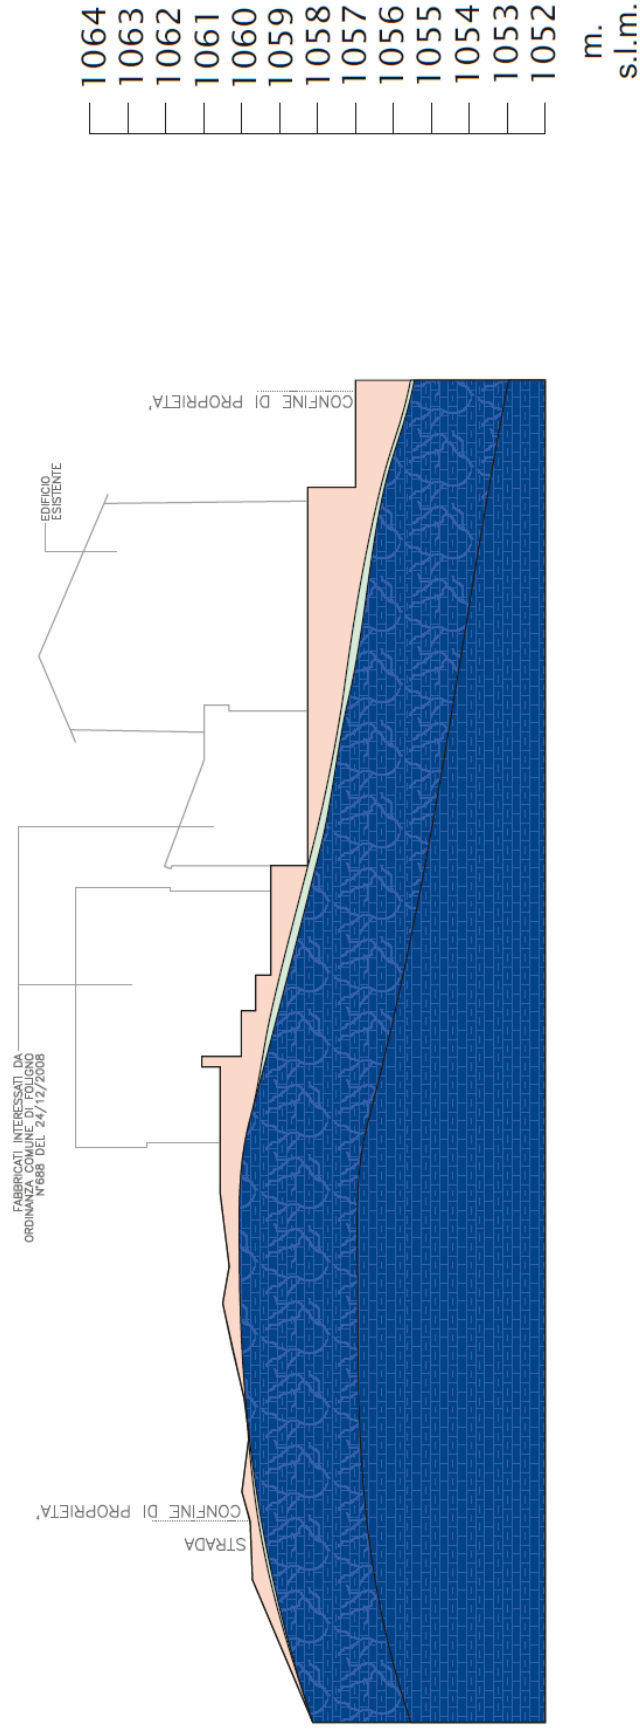 1064
1063
1062
1061
1060
1059
1058
1057
1056
1055
1054
1053
1052
m.
s.l.m.
EDIFICIO
ESISTENTE
CONFINE DI PROPRIETA'
FABBRICATI INTERESSATI DA
ORDINANZA COMUNE DI FOLIGNO
N°688 DEL 24/12/2008
CONFINE DI PROPRIETA'
STRADA